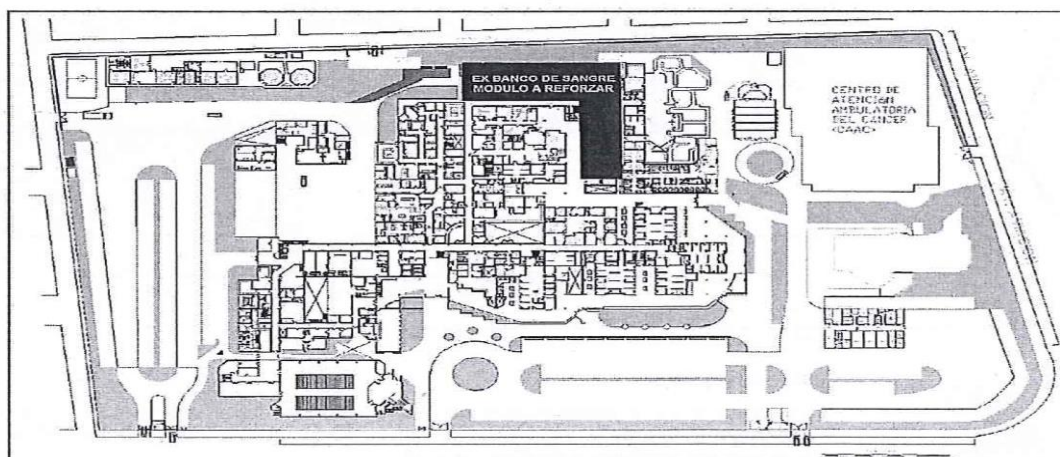 EX BANCO DE SANGRE
MODULO A REFORZAR
CENTRO DE
ATENCION
AMBULATORIA
DEL CANCER
<CAAC>